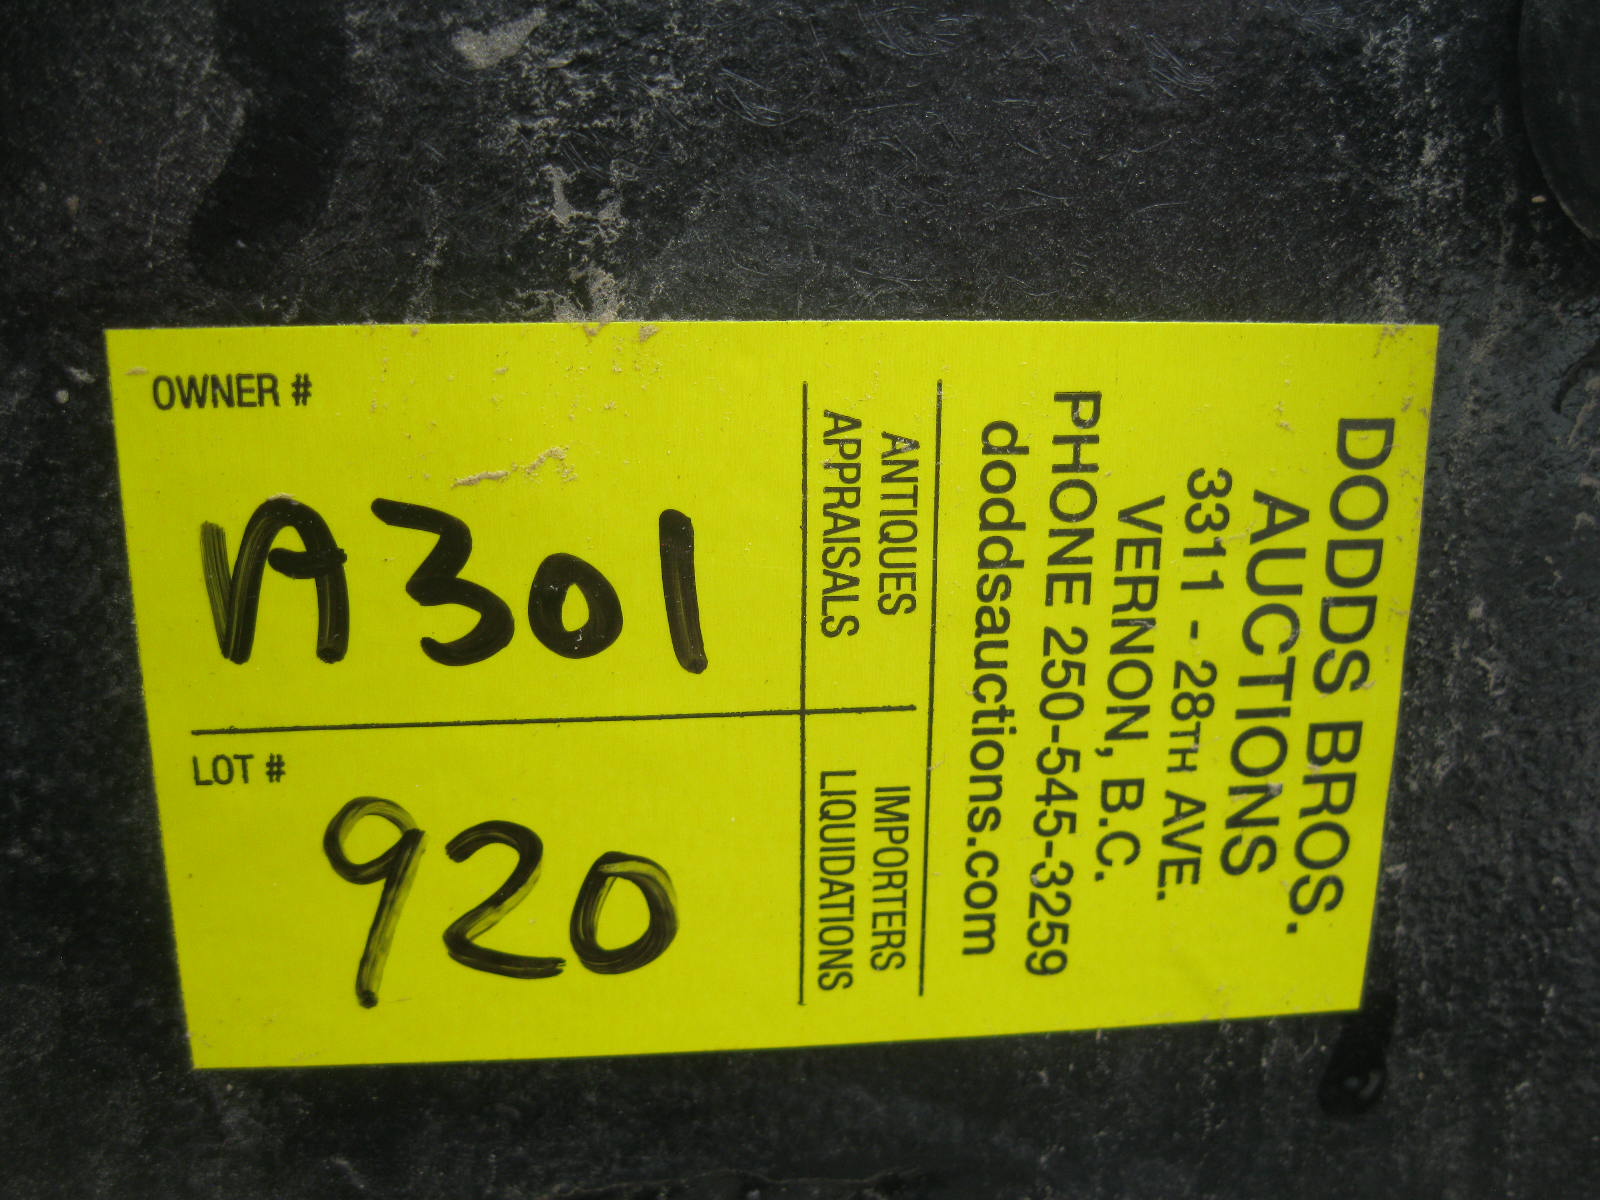 DODDS BROS.
AUCTIONS
3311 - 28TH AVE.
VERNON, B.C.
PHONE 250-545-3259
doddsauctions.com
ANTIQUES
APPRAISALS
IMPORTERS
LIQUIDATIONS
OWNER #
A301
LOT #
920